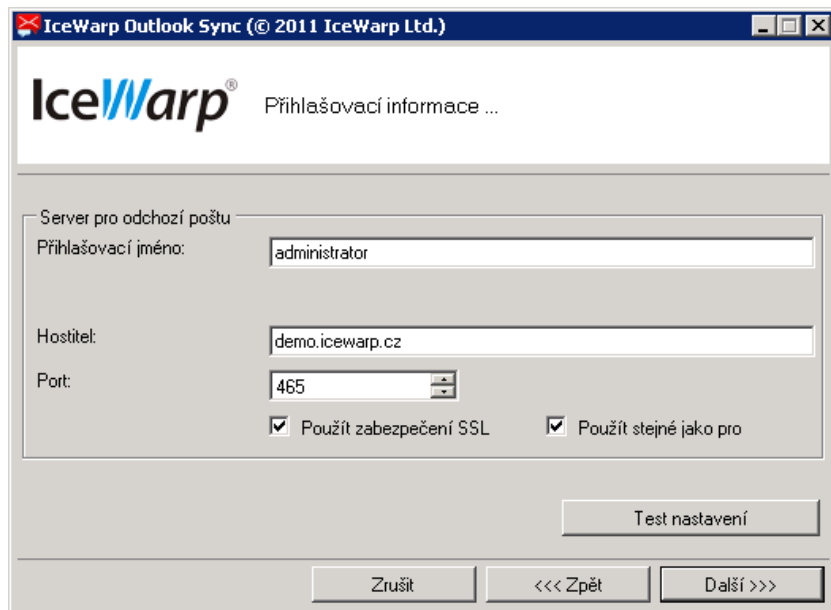 IceWarp Outlook Sync (© 2011 IceWarp Ltd.)
IceWarp® Přihlašovací informace ...
Server pro odchozí poštu
Přihlašovací jméno: administrator
Hostitel: demo.icewarp.cz
Port: 465
Použít zabezpečení SSL Použít stejné jako pro
Test nastavení
Zrušit <<< Zpět Další >>>